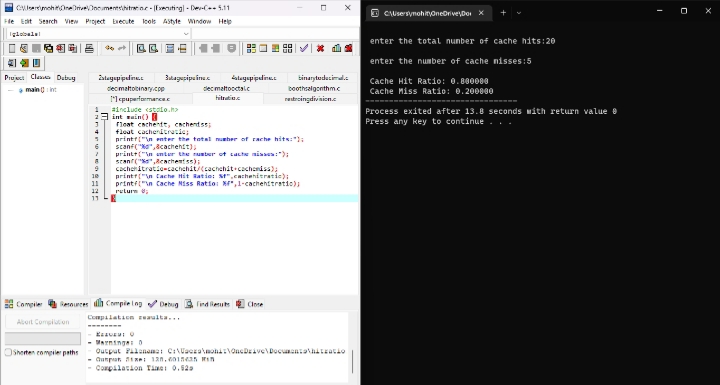 C:\Users\mohit\OneDrive\Documents\hitratio.c - [Executing] - Dev-C++ 5.11
File Edit Search View Project Execute Tools AStyle Window Help
(globals)
Project Classes Debug
main () : int
2stagepipeline.c 3stagepipeline.c 4stagepipeline.c binarytodecimal.c
decimaltobinary.cpp decimaltooctal.c boothsalgorithm.c
[*] cpuperformance.c hitratio.c restroingdivision.c
1 #include <stdio.h>
2 int main() {
3 float cachehit, cachemiss;
4 float cachehitratio;
5 printf("\n enter the total number of cache hits:");
6 scanf("%d",&cachehit);
7 printf("\n enter the number of cache misses:");
8 scanf("%d",&cachemiss);
9 cachehitratio=cachehit/(cachehit+cachemiss);
10 printf("\n Cache Hit Ratio: %f",cachehitratio);
11 printf("\n Cache Miss Ratio: %f",1-cachehitratio);
12 return 0;
13 }
Compiler Resources Compile Log Debug Find Results Close
Abort Compilation
Shorten compiler paths
Compilation results...
--------
- Errors: 0
- Warnings: 0
- Output Filename: C:\Users\mohit\OneDrive\Documents\hitratio
- Output Size: 128.6015625 KiB
- Compilation Time: 0.52s
C:\Users\mohit\OneDrive\Do
enter the total number of cache hits:20
enter the number of cache misses:5
Cache Hit Ratio: 0.800000
Cache Miss Ratio: 0.200000
--------------------------------
Process exited after 13.8 seconds with return value 0
Press any key to continue . . .